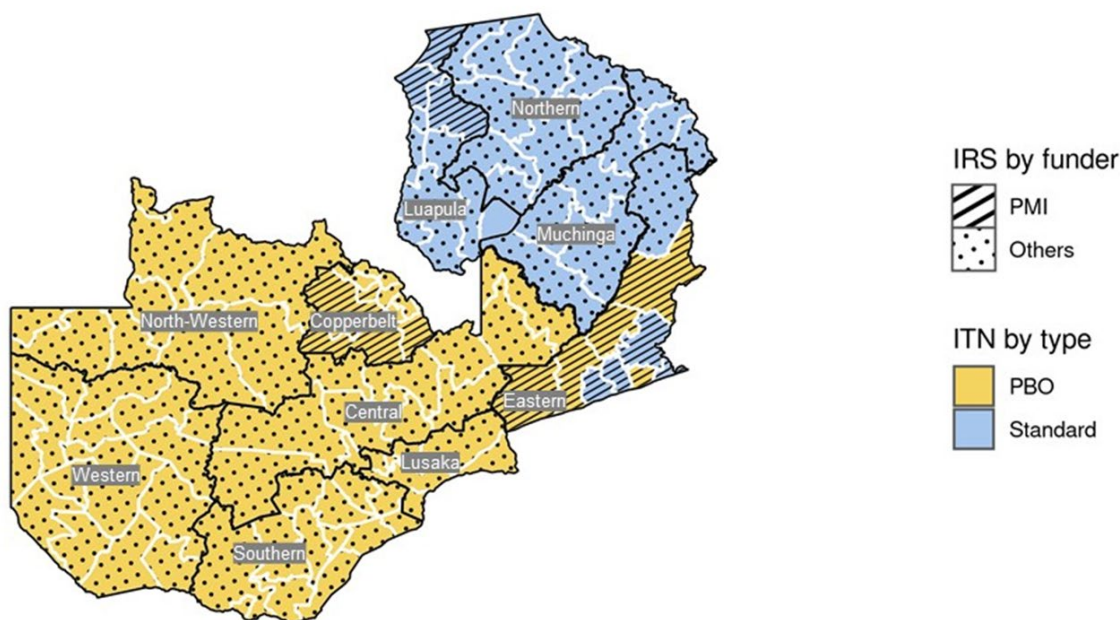 Northern
Luapula
Muchinga
North-Western
Copperbelt
Central
Eastern
Lusaka
Western
Southern
IRS by funder
PMI
Others
ITN by type
PBO
Standard